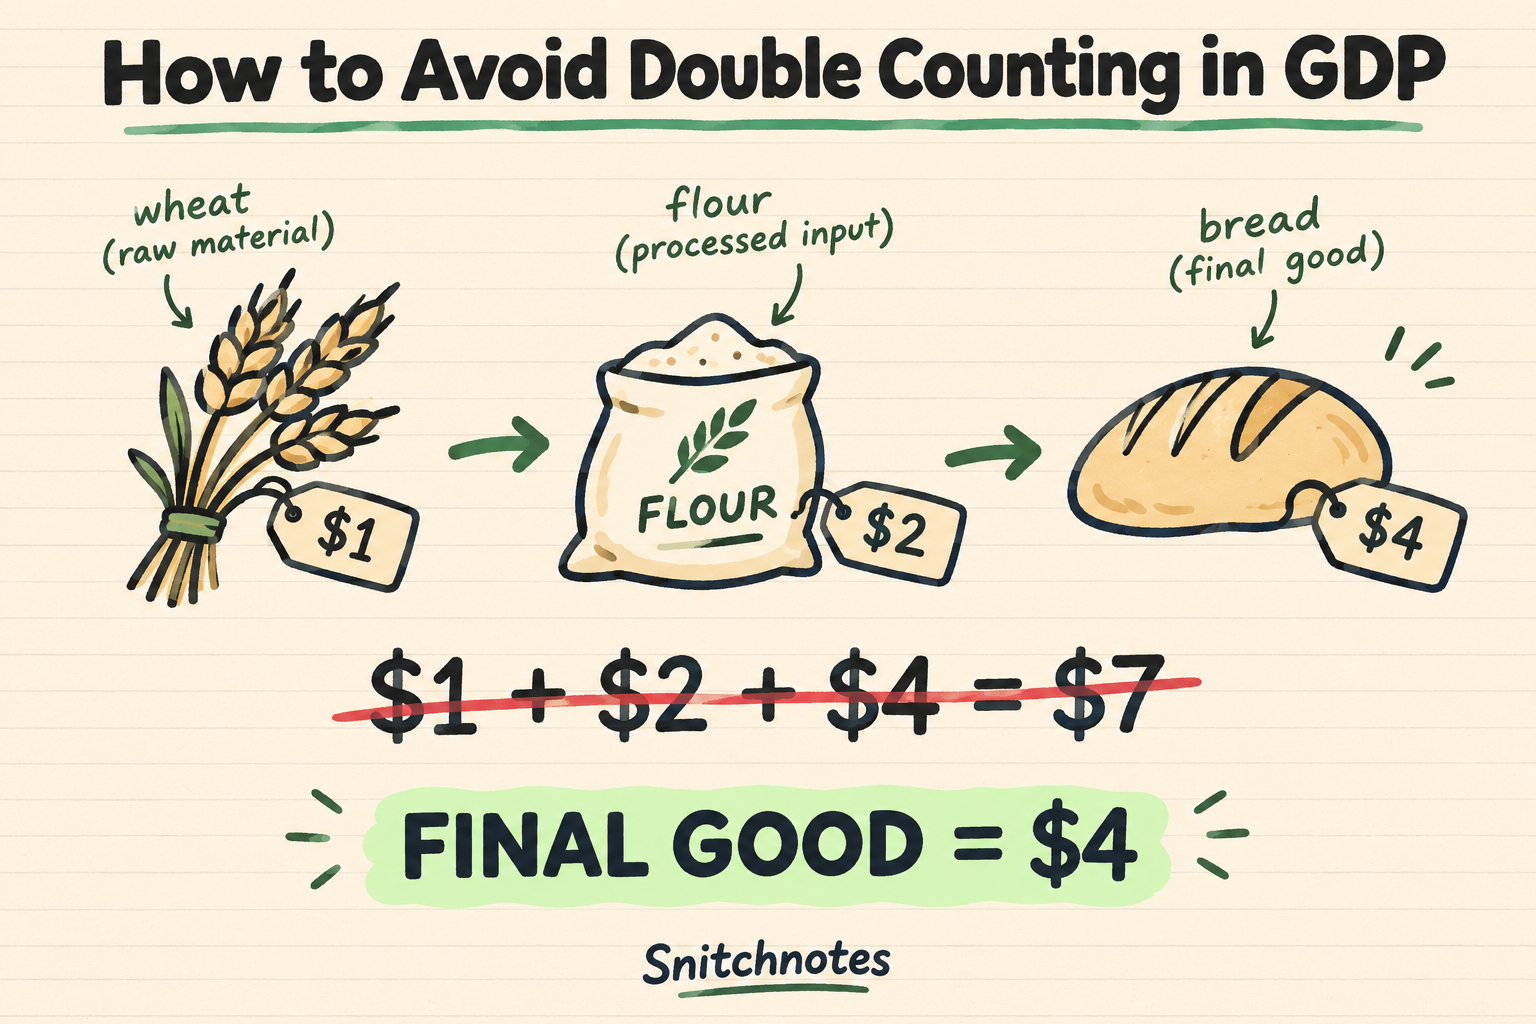 How to Avoid Double Counting in GDP
wheat
(raw material)
flour
(processed input)
bread
(final good)
FLOUR
$1
$2
$4
$1 + $2 + $4 = $7
FINAL GOOD = $4
Snitchnotes